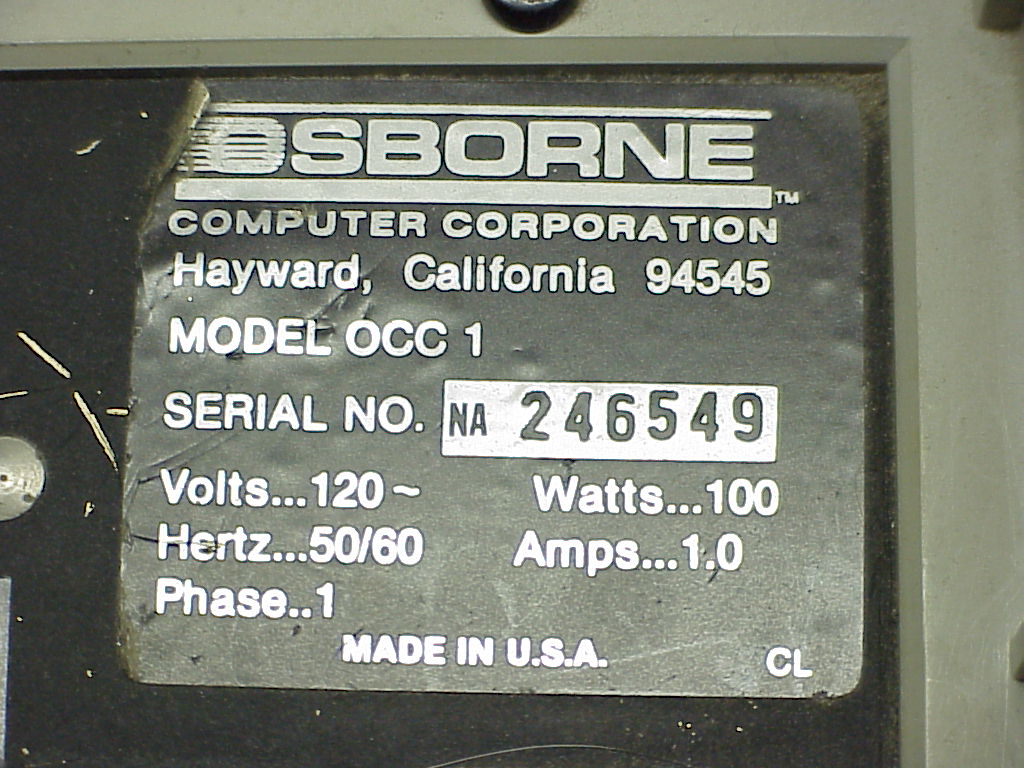 OSBORNE™
COMPUTER CORPORATION
Hayward, California 94545
MODEL OCC 1
SERIAL NO. NA 246549
Volts...120~ Watts...100
Hertz...50/60 Amps...1.0
Phase..1
MADE IN U.S.A. CL